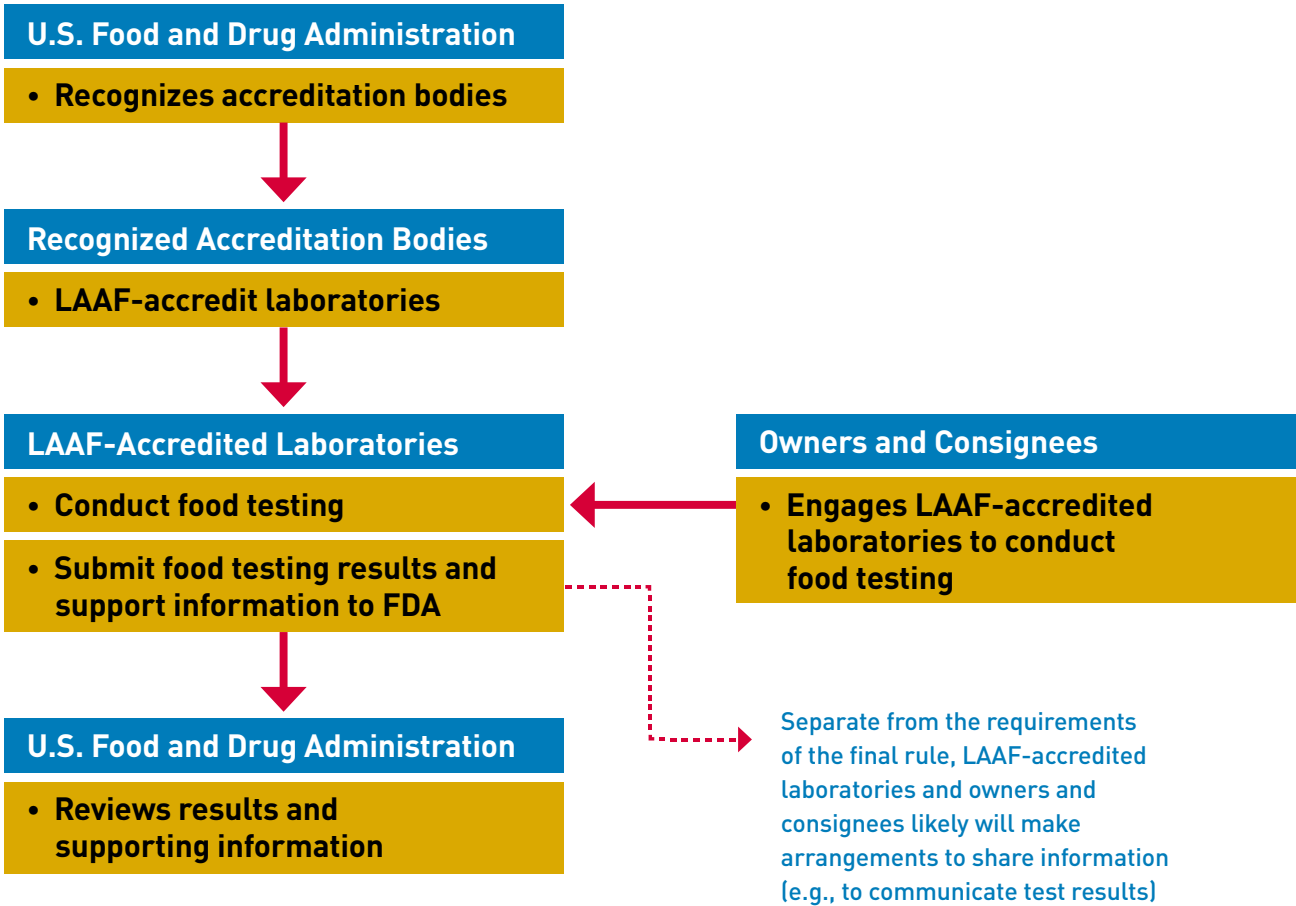 U.S. Food and Drug Administration
• Recognizes accreditation bodies
Recognized Accreditation Bodies
• LAAF-accredit laboratories
LAAF-Accredited Laboratories
• Conduct food testing
• Submit food testing results and
support information to FDA
Owners and Consignees
• Engages LAAF-accredited
laboratories to conduct
food testing
U.S. Food and Drug Administration
• Reviews results and
supporting information
Separate from the requirements
of the final rule, LAAF-accredited
laboratories and owners and
consignees likely will make
arrangements to share information
(e.g., to communicate test results)